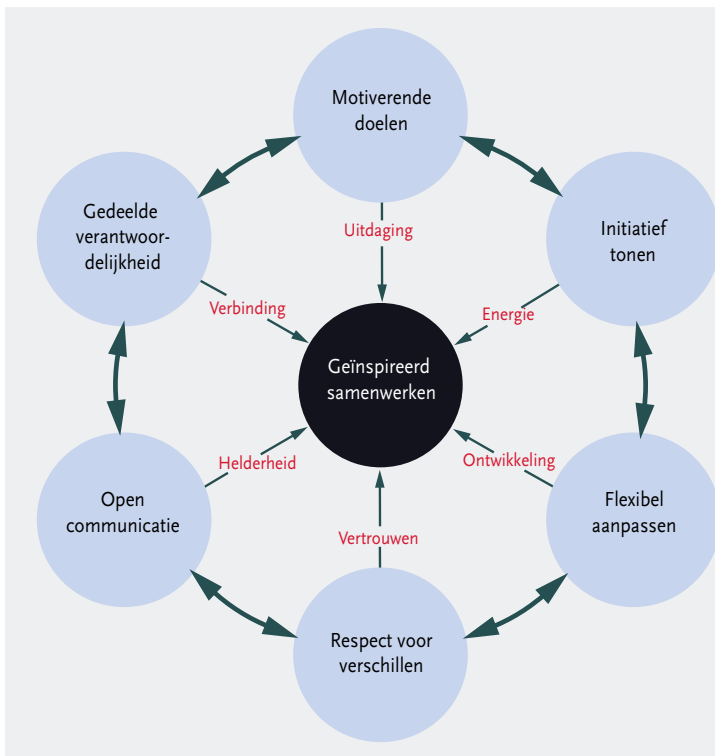 Motiverende
doelen
Gedeelde
verantwoor-
delijkheid
Uitdaging
Initiatief
tonen
Verbinding
Energie
Geïnspireerd
samenwerken
Helderheid
Ontwikkeling
Open
communicatie
Flexibel
aanpassen
Vertrouwen
Respect voor
verschillen